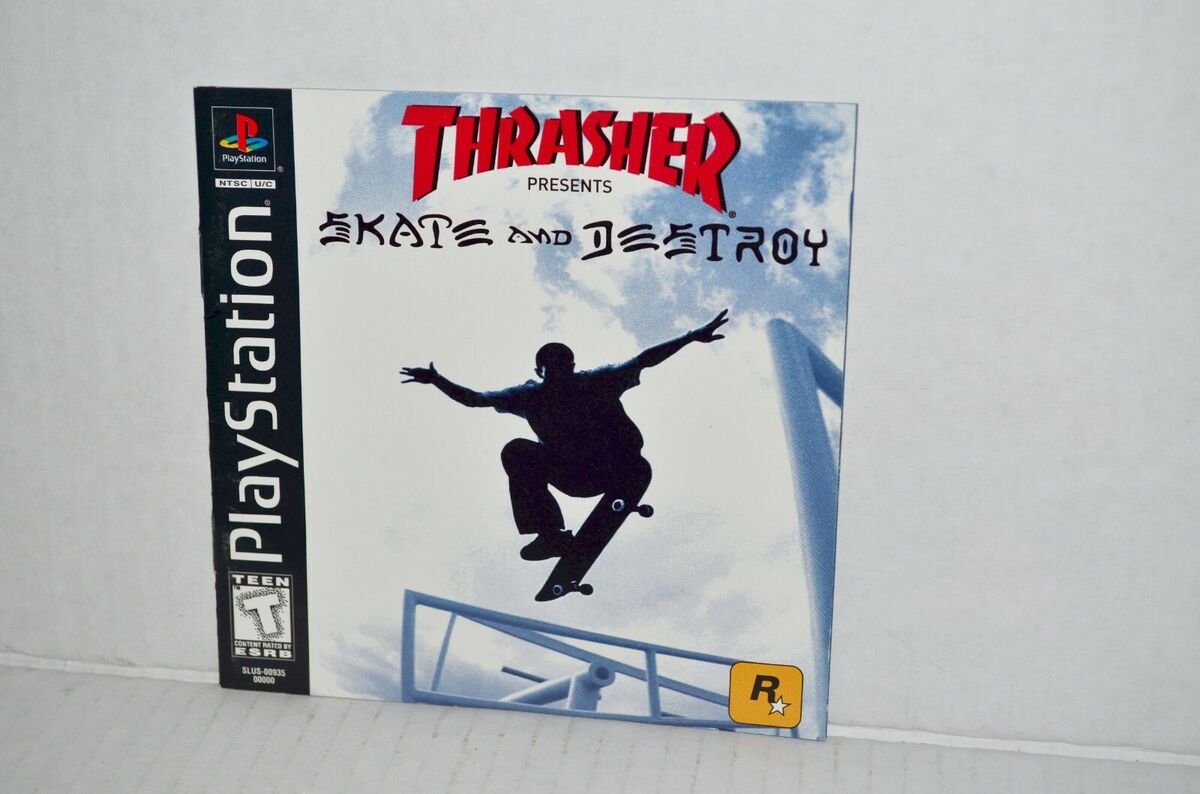 PlayStation
NTSC U/C
PlayStation®
TEEN
T
CONTENT RATED BY
ESRB
SLUS-00935
00000
THRASHER®
PRESENTS
SKATE AND DESTROY
R